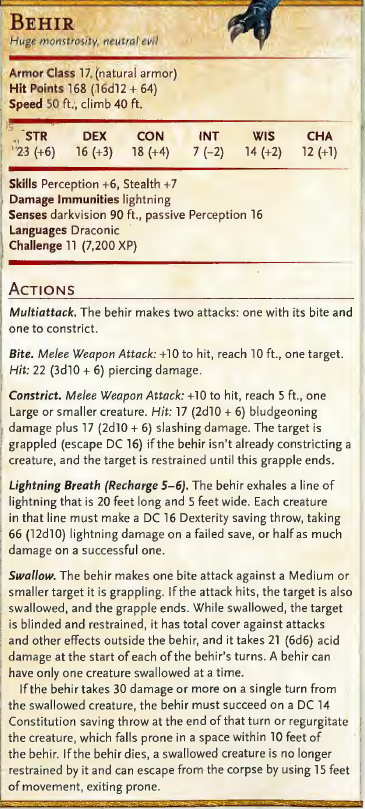 BEHIR
Huge monstrosity, neutral evil
Armor Class 17, (natural armor)
Hit Points 168 (16d12 + 64)
Speed 50 ft., climb 40 ft.
STR DEX CON INT WIS CHA
23 (+6) 16 (+3) 18 (+4) 7 (−2) 14 (+2) 12 (+1)
Skills Perception +6, Stealth +7
Damage Immunities lightning
Senses darkvision 90 ft., passive Perception 16
Languages Draconic
Challenge 11 (7,200 XP)
ACTIONS
Multiattack. The behir makes two attacks: one with its bite and
one to constrict.
Bite. Melee Weapon Attack: +10 to hit, reach 10 ft., one target.
Hit: 22 (3d10 + 6) piercing damage.
Constrict. Melee Weapon Attack: +10 to hit, reach 5 ft., one
Large or smaller creature. Hit: 17 (2d10 + 6) bludgeoning
damage plus 17 (2d10 + 6) slashing damage. The target is
grappled (escape DC 16) if the behir isn't already constricting a
creature, and the target is restrained until this grapple ends.
Lightning Breath (Recharge 5–6). The behir exhales a line of
lightning that is 20 feet long and 5 feet wide. Each creature
in that line must make a DC 16 Dexterity saving throw, taking
66 (12d10) lightning damage on a failed save, or half as much
damage on a successful one.
Swallow. The behir makes one bite attack against a Medium or
smaller target it is grappling. If the attack hits, the target is also
swallowed, and the grapple ends. While swallowed, the target
is blinded and restrained, it has total cover against attacks
and other effects outside the behir, and it takes 21 (6d6) acid
damage at the start of each of the behir's turns. A behir can
have only one creature swallowed at a time.
If the behir takes 30 damage or more on a single turn from
the swallowed creature, the behir must succeed on a DC 14
Constitution saving throw at the end of that turn or regurgitate
the creature, which falls prone in a space within 10 feet of
the behir. If the behir dies, a swallowed creature is no longer
restrained by it and can escape from the corpse by using 15 feet
of movement, exiting prone.